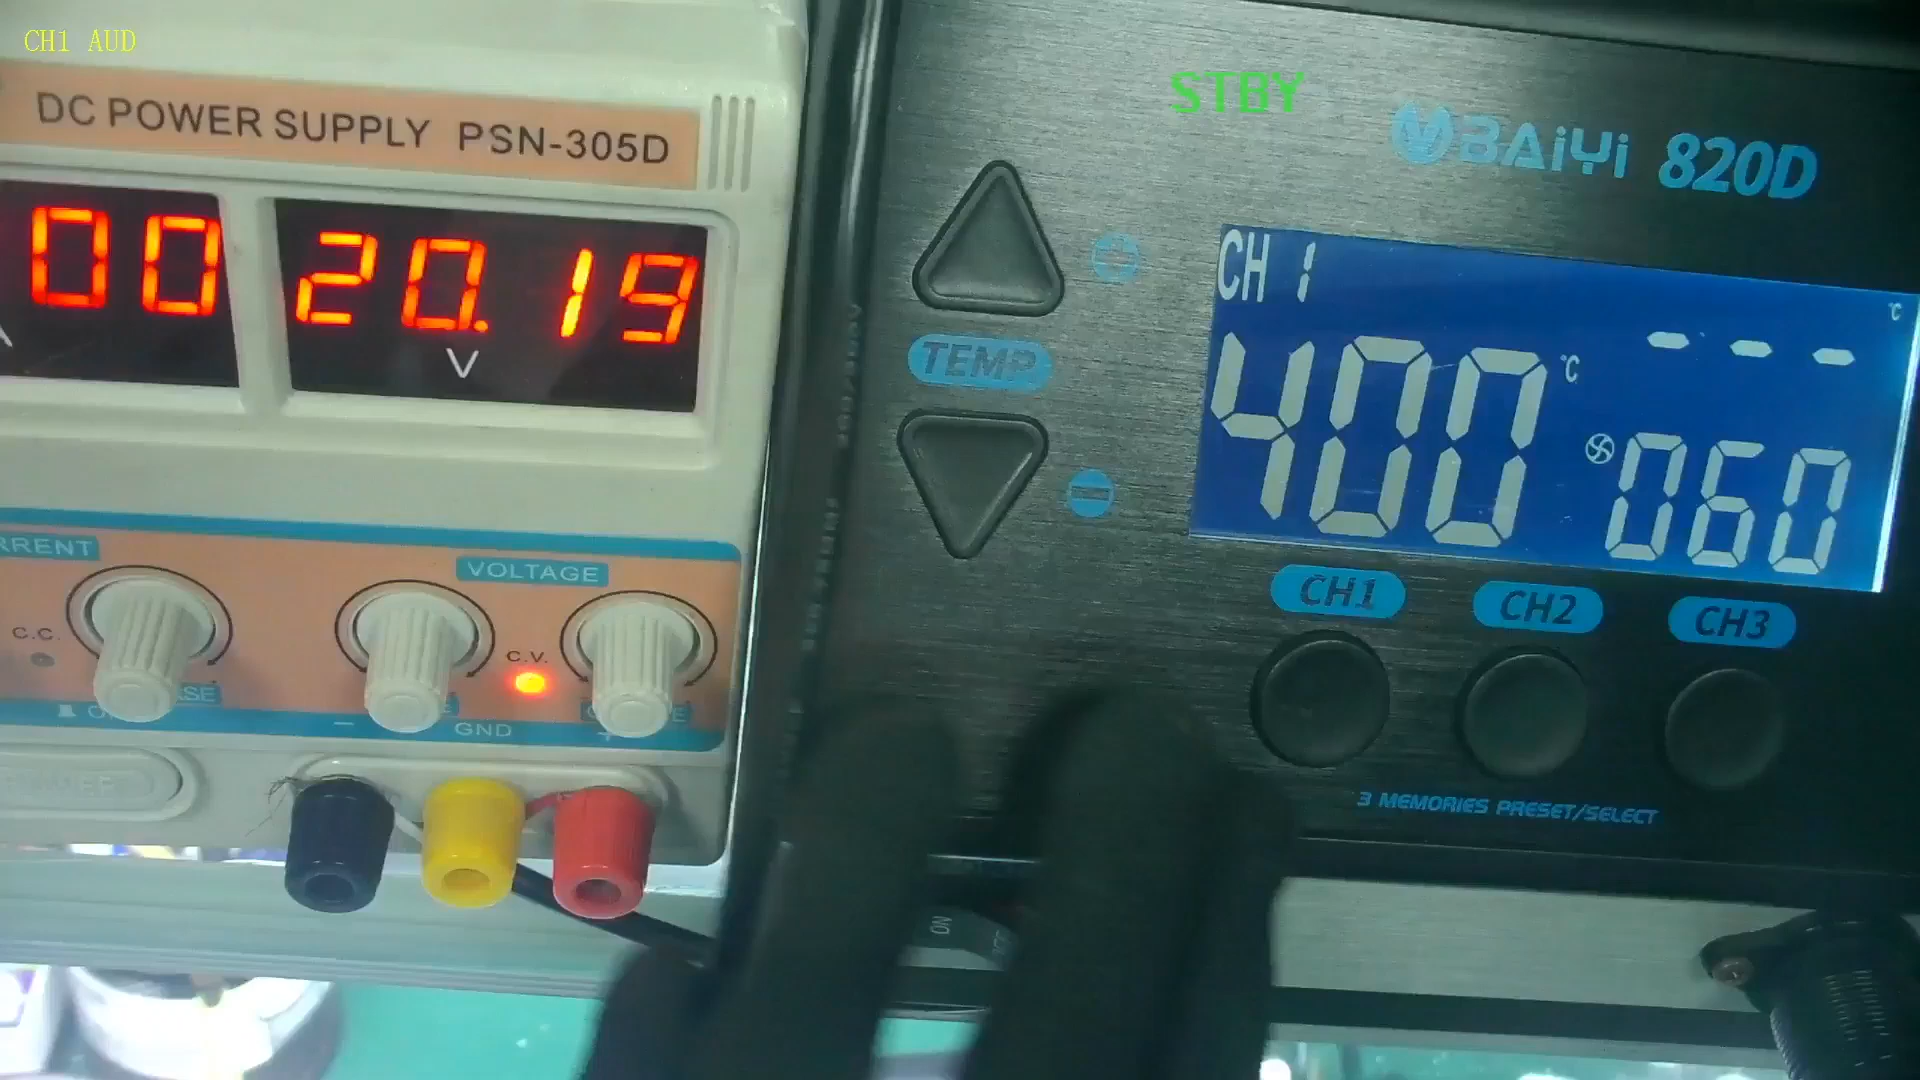 CH1 AUD
STBY
DC POWER SUPPLY PSN-305D
00
20.19
V
RRENT
VOLTAGE
C.C.
C.V.
GND
BAiYi 820D
TEMP
CH 1
℃
400 ℃
---
060
CH1 CH2 CH3
3 MEMORIES PRESET/SELECT
ON